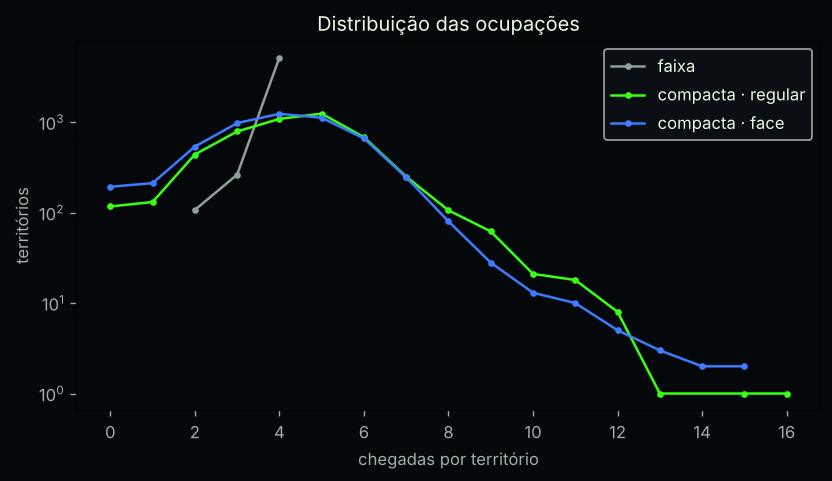 Distribuição das ocupações
faixa
compacta · regular
compacta · face
territórios
10³
10²
10¹
10⁰
0 2 4 6 8 10 12 14 16
chegadas por território